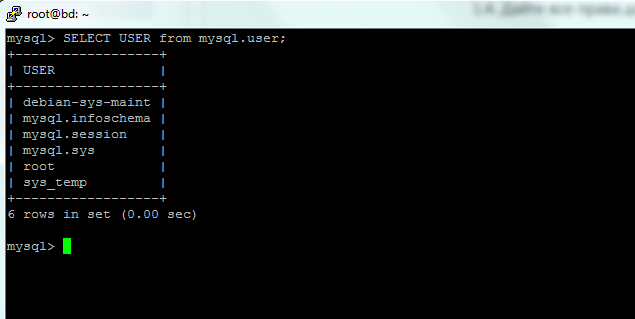 root@bd: ~
1.4. Дайте все права д
mysql> SELECT USER from mysql.user;
+------------------+
| USER             |
+------------------+
| debian-sys-maint |
| mysql.infoschema |
| mysql.session    |
| mysql.sys        |
| root             |
| sys_temp         |
+------------------+
6 rows in set (0.00 sec)
mysql>